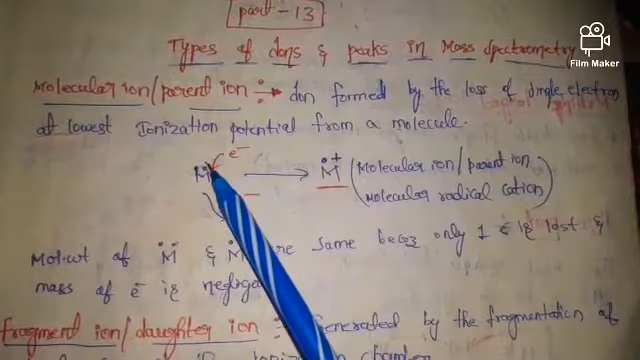 part - 13
Types of Ions & peaks in Mass Spectrometry
Film Maker
Molecular ion/parent ion :→ Ion formed by the loss of single electron
at lowest Ionization potential from a molecule.
e⁻
M → M•+ (Molecular ion/parent ion
molecular radical cation)
Mol.wt of M̈ & M are same becoz only 1 e⁻ is lost &
mass of e⁻ is neglige
fragment ion/daughter ion : Generated by the fragmentation of
chamber